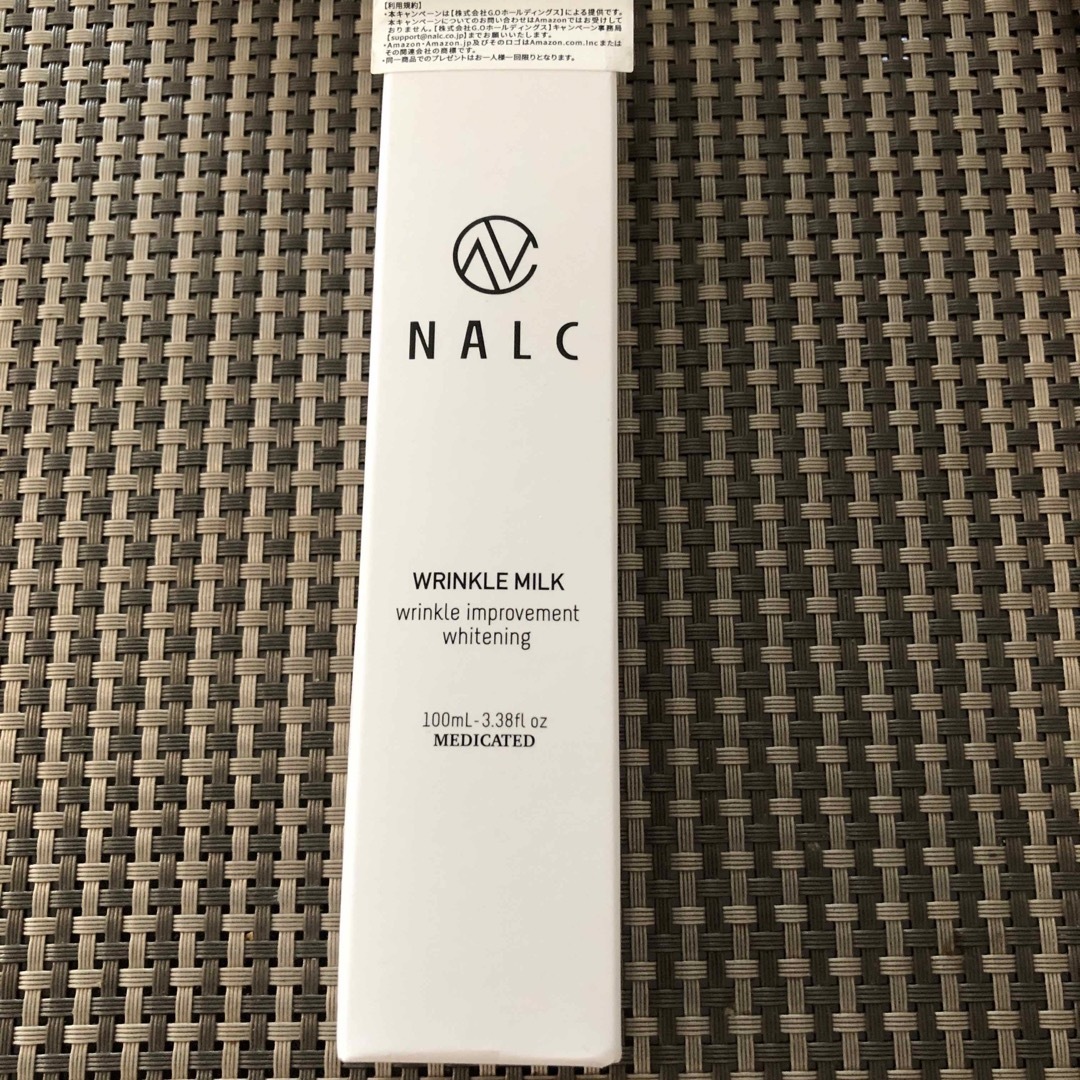 【利用規約】
・本キャンペーンは【株式会社G.Oホールディングス】による提供です。
本キャンペーンについてのお問い合わせはAmazonではお受けして
おりません。【株式会社G.Oホールディングス】キャンペーン事務局
【support@nalc.co.jp】までお願いいたします。
・Amazon・Amazon.jp及びそのロゴはAmazon.com.Incまたは
その関連会社の商標です。
・同一商品でのプレゼントはお一人様一回限りとなります。
NALC
WRINKLE MILK
wrinkle improvement
whitening
100mL-3.38fl oz
MEDICATED